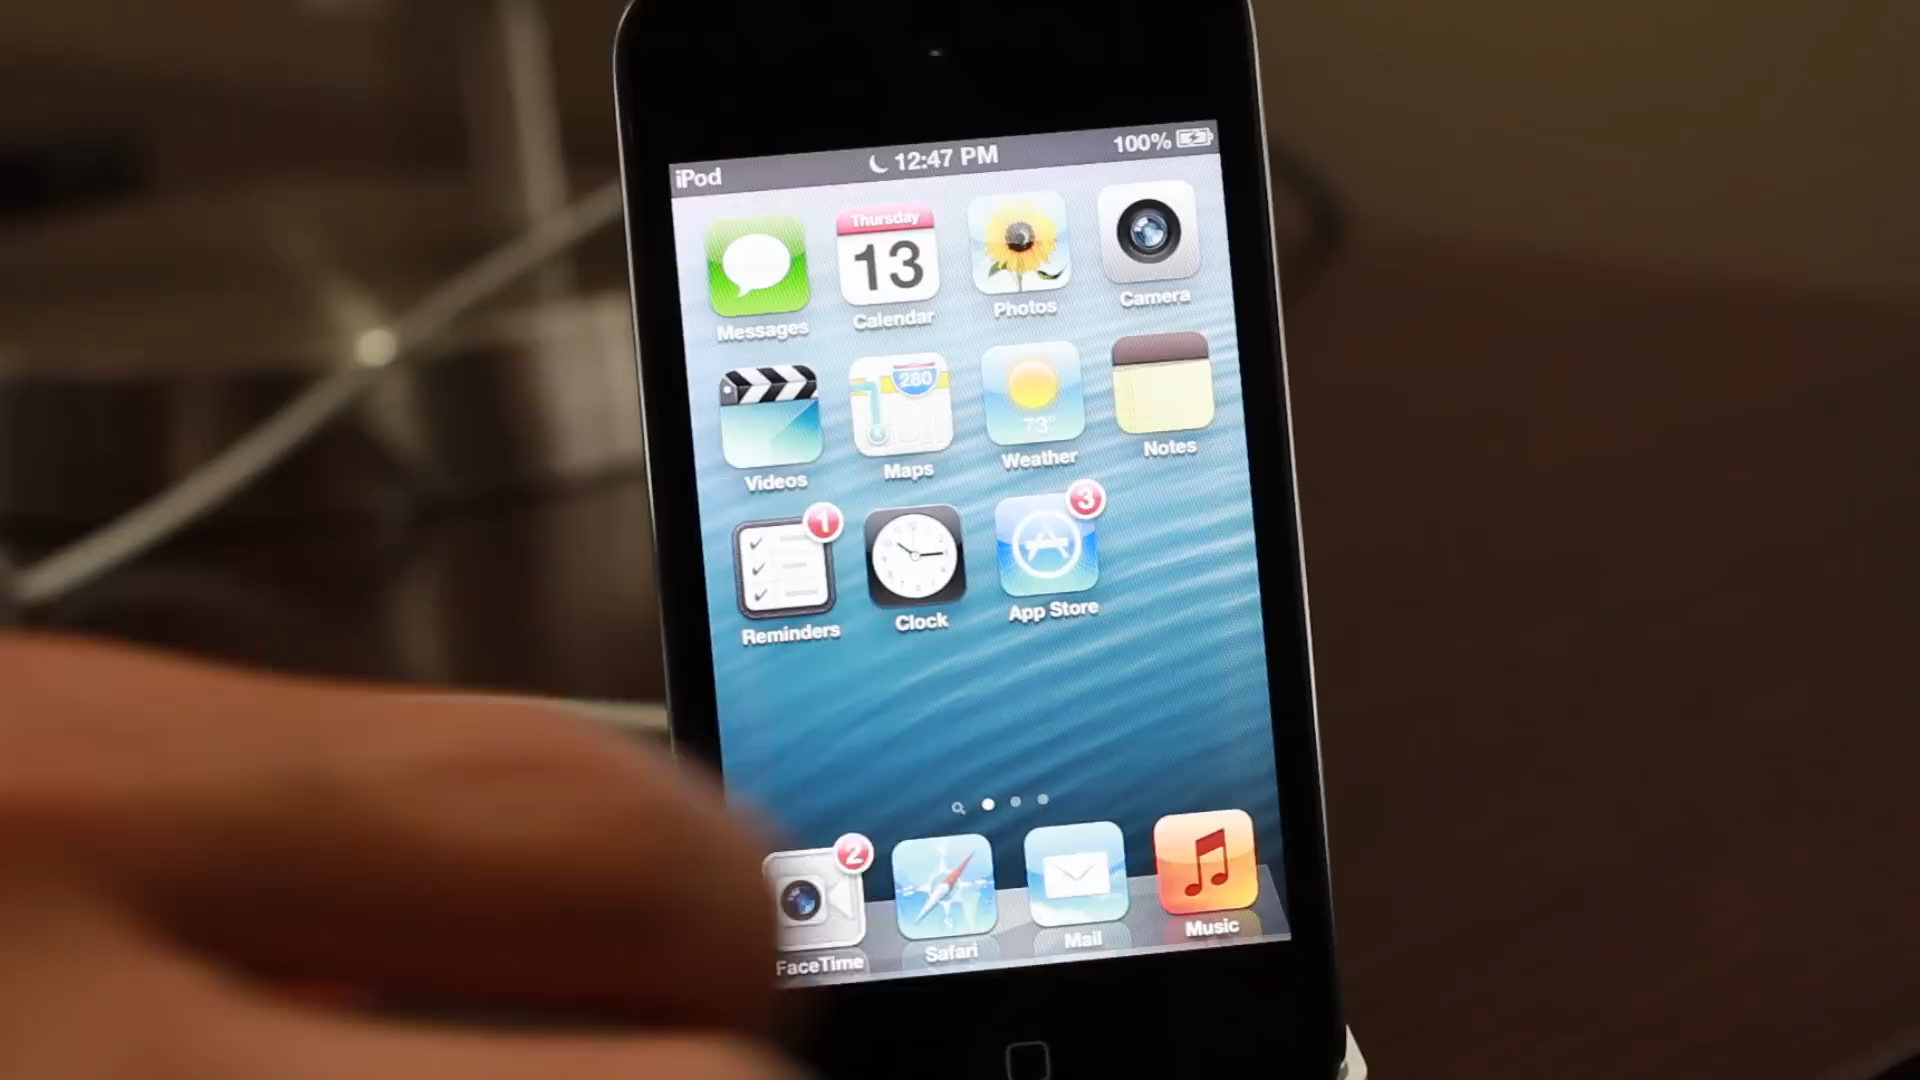 iPod 12:47 PM 100%
Thursday
13
Messages Calendar Photos Camera
280
73°
Videos Maps Weather Notes
1 3
Reminders Clock App Store
2
FaceTime Safari Mail Music